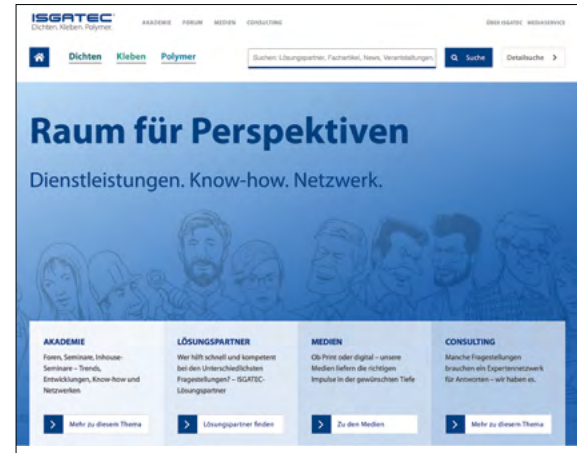 ISGATEC
Dichten. Kleben. Polymer.
AKADEMIE FORUM MEDIEN CONSULTING
ÜBER ISGATEC MEDIASERVICE
Dichten Kleben Polymer
Suchen: Lösungspartner, Fachartikel, News, Veranstaltungen,
Suche
Detailsuche
Raum für Perspektiven
Dienstleistungen. Know-how. Netzwerk.
AKADEMIE
Foren, Seminare, Inhouse-
Seminare – Trends,
Entwicklungen, Know-how und
Netzwerken
Mehr zu diesem Thema
LÖSUNGSPARTNER
Wer hilft schnell und kompetent
bei den Unterschiedlichsten
Fragestellungen? – ISGATEC-
Lösungspartner
Lösungspartner finden
MEDIEN
Ob Print oder digital – unsere
Medien liefern die richtigen
Impulse in der gewünschten Tiefe
Zu den Medien
CONSULTING
Manche Fragestellungen
brauchen ein Expertennetzwerk
für Antworten – wir haben es.
Mehr zu diesem Thema